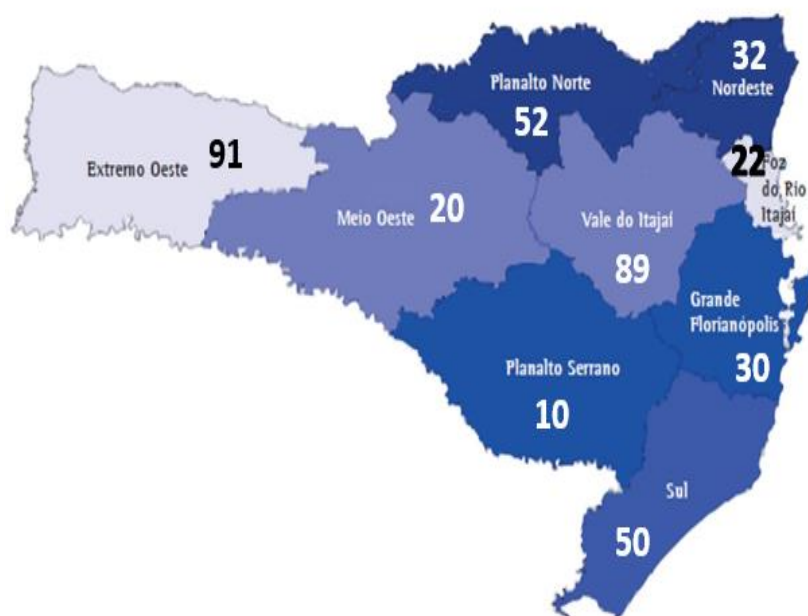 32
Nordeste
Planalto Norte
52
Extremo Oeste
91
22
Foz
do Rio
Itajaí
Meio Oeste
20
Vale do Itajaí
89
Grande
Florianópolis
30
Planalto Serrano
10
Sul
50